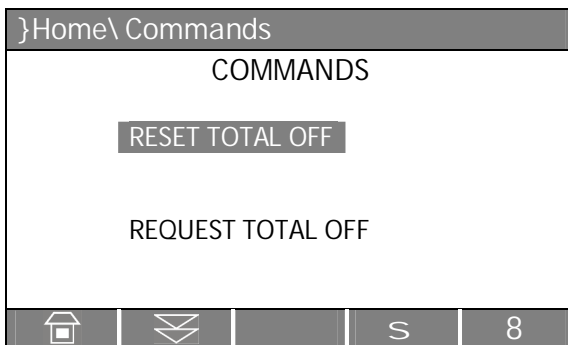 }Home\ Commands
COMMANDS
RESET TOTAL OFF
REQUEST TOTAL OFF
S 8